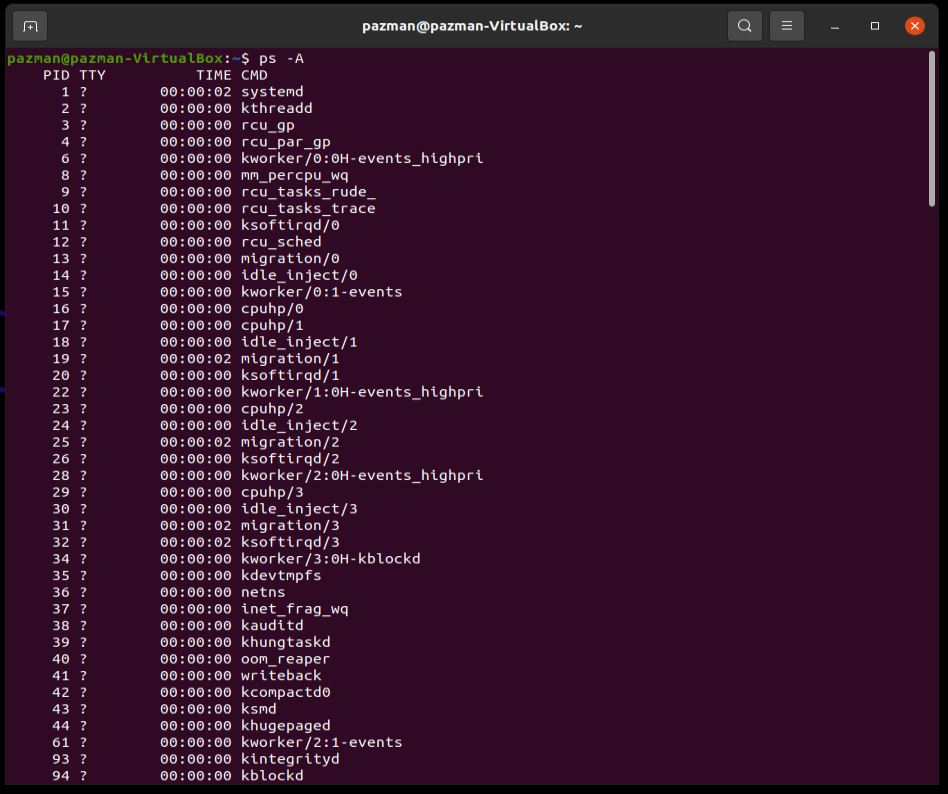 pazman@pazman-VirtualBox: ~
pazman@pazman-VirtualBox:~$ ps -A
    PID TTY          TIME CMD
      1 ?        00:00:02 systemd
      2 ?        00:00:00 kthreadd
      3 ?        00:00:00 rcu_gp
      4 ?        00:00:00 rcu_par_gp
      6 ?        00:00:00 kworker/0:0H-events_highpri
      8 ?        00:00:00 mm_percpu_wq
      9 ?        00:00:00 rcu_tasks_rude_
     10 ?        00:00:00 rcu_tasks_trace
     11 ?        00:00:00 ksoftirqd/0
     12 ?        00:00:00 rcu_sched
     13 ?        00:00:00 migration/0
     14 ?        00:00:00 idle_inject/0
     15 ?        00:00:00 kworker/0:1-events
     16 ?        00:00:00 cpuhp/0
     17 ?        00:00:00 cpuhp/1
     18 ?        00:00:00 idle_inject/1
     19 ?        00:00:02 migration/1
     20 ?        00:00:00 ksoftirqd/1
     22 ?        00:00:00 kworker/1:0H-events_highpri
     23 ?        00:00:00 cpuhp/2
     24 ?        00:00:00 idle_inject/2
     25 ?        00:00:02 migration/2
     26 ?        00:00:00 ksoftirqd/2
     28 ?        00:00:00 kworker/2:0H-events_highpri
     29 ?        00:00:00 cpuhp/3
     30 ?        00:00:00 idle_inject/3
     31 ?        00:00:02 migration/3
     32 ?        00:00:02 ksoftirqd/3
     34 ?        00:00:00 kworker/3:0H-kblockd
     35 ?        00:00:00 kdevtmpfs
     36 ?        00:00:00 netns
     37 ?        00:00:00 inet_frag_wq
     38 ?        00:00:00 kauditd
     39 ?        00:00:00 khungtaskd
     40 ?        00:00:00 oom_reaper
     41 ?        00:00:00 writeback
     42 ?        00:00:00 kcompactd0
     43 ?        00:00:00 ksmd
     44 ?        00:00:00 khugepaged
     61 ?        00:00:00 kworker/2:1-events
     93 ?        00:00:00 kintegrityd
     94 ?        00:00:00 kblockd